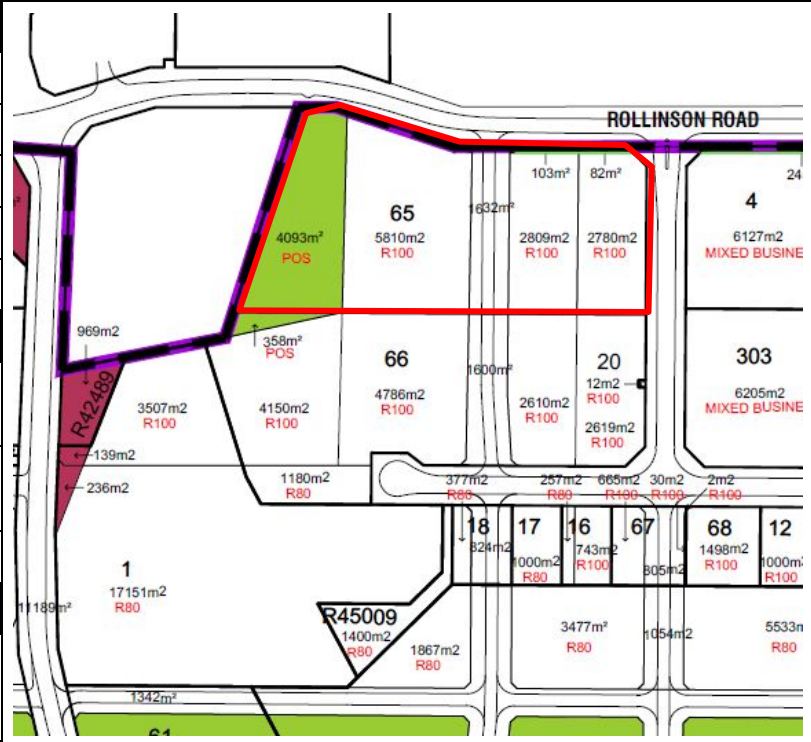 ROLLINSON ROAD
103m²
82m²
24
65
5810m2
R100
1632m²
4093m²
POS
2809m2
R100
2780m2
R100
4
6127m2
MIXED BUSINE
969m2
358m²
POS
66
4786m2
R100
1600m²
20
12m2
R100
2610m2
R100
2619m2
R100
303
6205m2
MIXED BUSINE
R42489
3507m2
R100
4150m2
R100
139m2
236m2
1180m2
R80
377m2
R80
257m2
R80
665m2
R100
30m2
R100
2m2
R100
18
824m2
17
1000m2
R80
16
743m2
R100
67
805m2
68
1498m2
R100
12
1000m2
R100
1
17151m2
R80
11189m²
R45009
1400m2
R80
1867m2
R80
3477m²
R80
1054m2
5533m
R80
1342m²
61